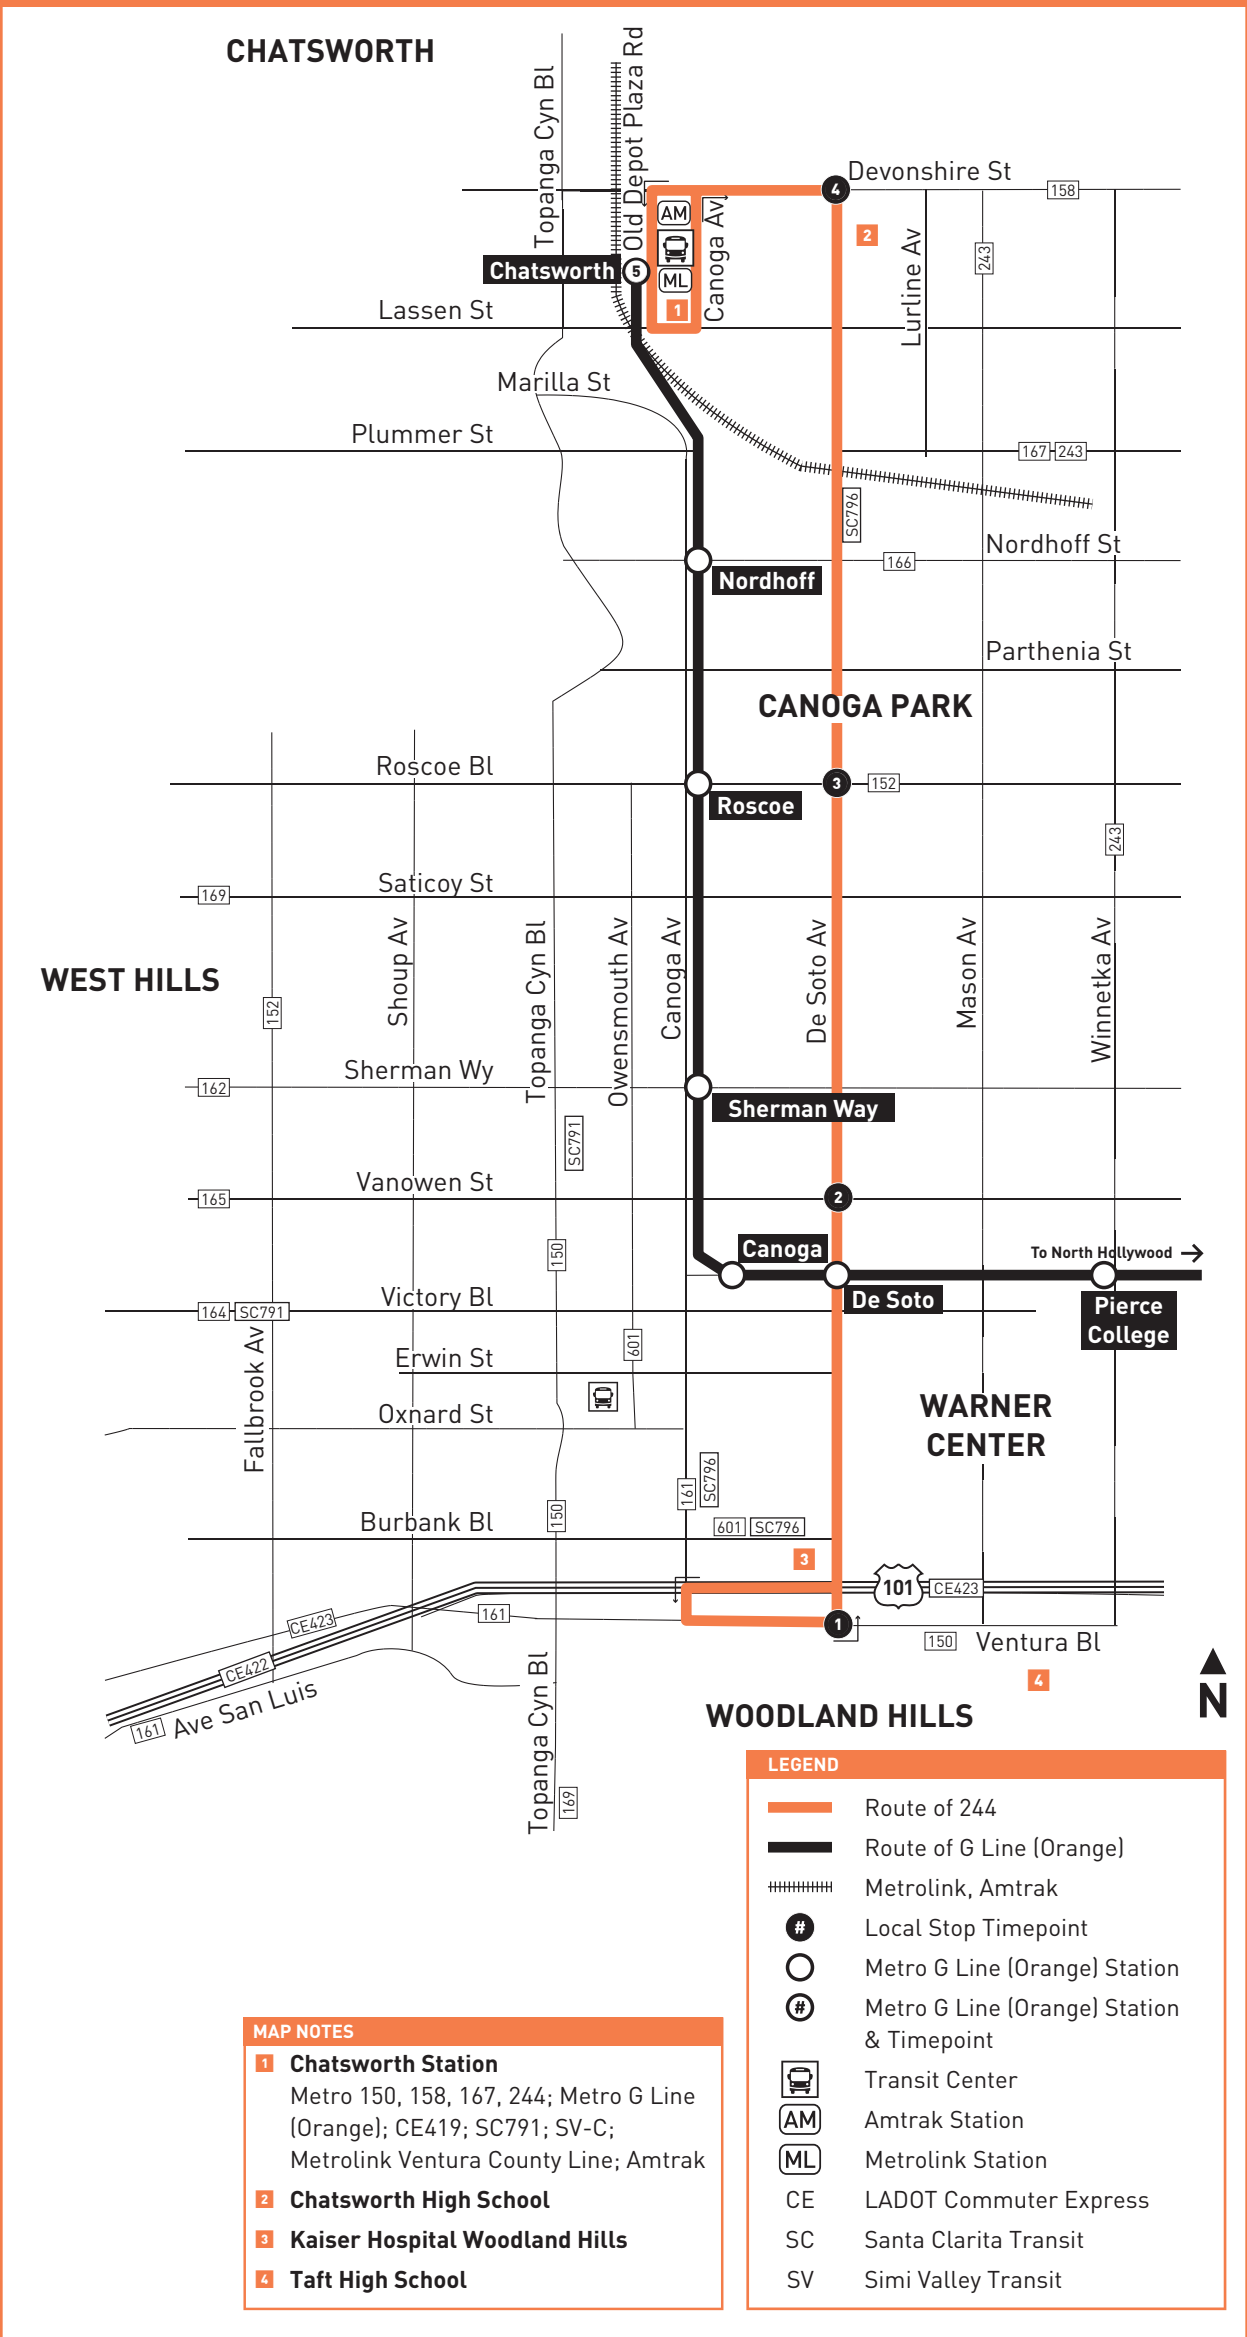 CHATSWORTH
Topanga Cyn Bl
Old Depot Plaza Rd
Devonshire St
4
158
AM
2
Canoga Av
Lurline Av
243
Chatsworth
5
ML
1
Lassen St
Marilla St
Plummer St
167
243
SC796
Nordhoff St
166
Nordhoff
Parthenia St
CANOGA PARK
Roscoe Bl
3
152
Roscoe
243
Saticoy St
169
Shoup Av
Topanga Cyn Bl
Owensmouth Av
Canoga Av
De Soto Av
Mason Av
Winnetka Av
WEST HILLS
152
Sherman Wy
162
Sherman Way
SC791
Vanowen St
165
2
Canoga
150
To North Hollywood
Victory Bl
164
SC791
De Soto
Pierce
College
Fallbrook Av
601
Erwin St
WARNER
CENTER
Oxnard St
161
SC796
150
Burbank Bl
601
SC796
3
101
CE423
CE423
161
1
150
Ventura Bl
CE422
4
161
Ave San Luis
Topanga Cyn Bl
169
WOODLAND HILLS
N
LEGEND
Route of 244
Route of G Line (Orange)
Metrolink, Amtrak
# Local Stop Timepoint
Metro G Line (Orange) Station
# Metro G Line (Orange) Station
& Timepoint
Transit Center
AM Amtrak Station
ML Metrolink Station
CE LADOT Commuter Express
SC Santa Clarita Transit
SV Simi Valley Transit
MAP NOTES
1 Chatsworth Station
Metro 150, 158, 167, 244; Metro G Line
(Orange); CE419; SC791; SV-C;
Metrolink Ventura County Line; Amtrak
2 Chatsworth High School
3 Kaiser Hospital Woodland Hills
4 Taft High School